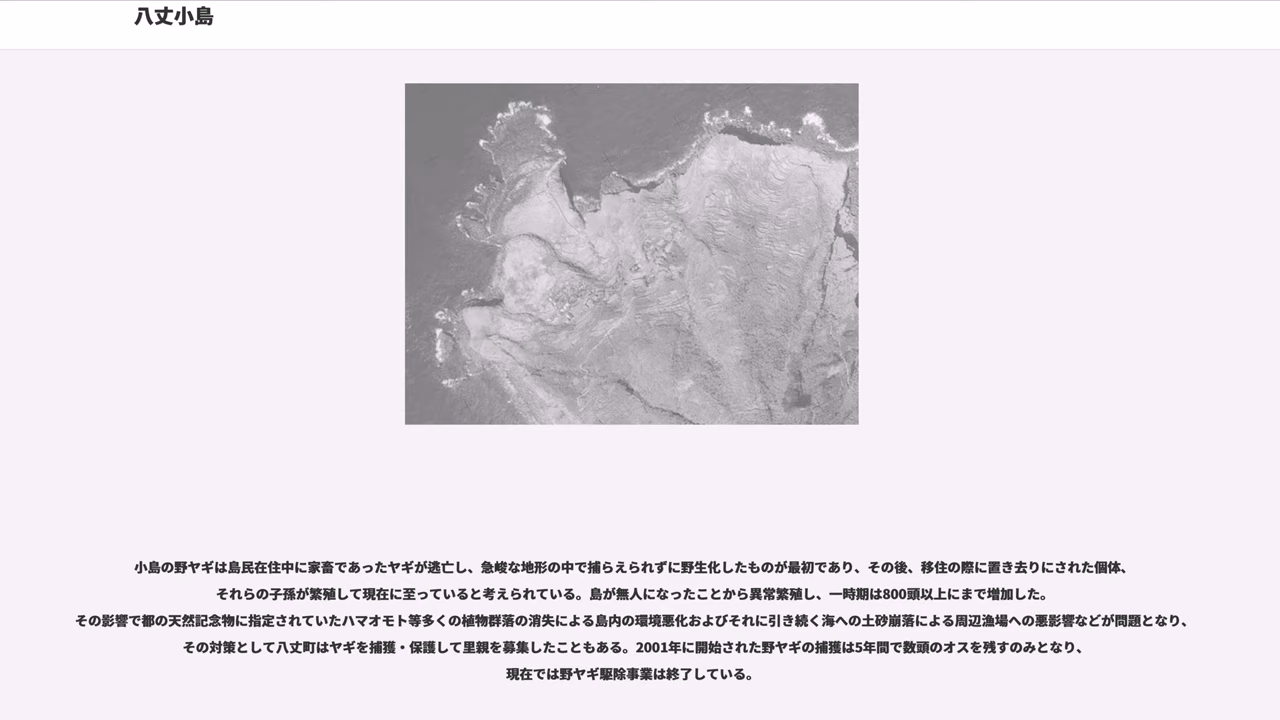 八丈小島
小島の野ヤギは島民在住中に家畜であったヤギが逃亡し、急峻な地形の中で捕らえられずに野生化したものが最初であり、その後、移住の際に置き去りにされた個体、
それらの子孫が繁殖して現在に至っていると考えられている。島が無人になったことから異常繁殖し、一時期は800頭以上にまで増加した。
その影響で都の天然記念物に指定されていたハマオモト等多くの植物群落の消失による島内の環境悪化およびそれに引き続く海への土砂崩落による周辺漁場への悪影響などが問題となり、
その対策として八丈町はヤギを捕獲・保護して里親を募集したこともある。2001年に開始された野ヤギの捕獲は5年間で数頭のオスを残すのみとなり、
現在では野ヤギ駆除事業は終了している。